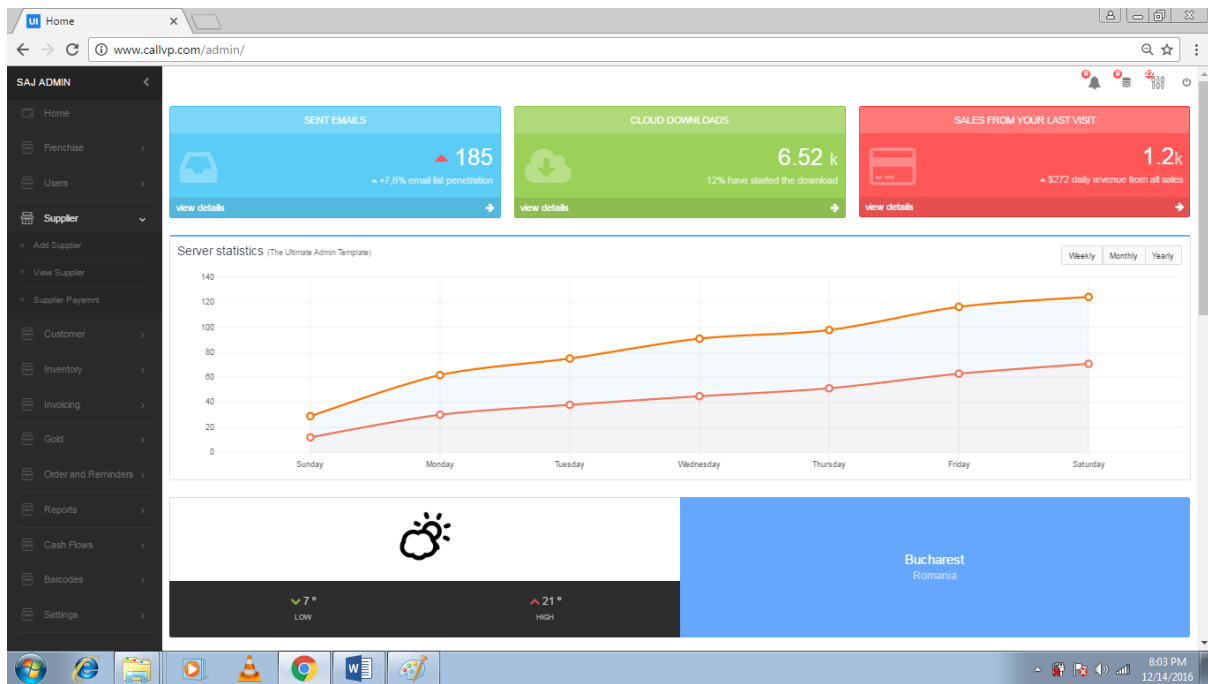 UI Home
www.callvp.com/admin/
SAJ ADMIN
Home
Frenchise
Users
Supplier
Add Supplier
View Supplier
Supplier Payemnt
Customer
Inventory
Invoicing
Gold
Order and Reminders
Reports
Cash Flows
Barcodes
Settings
22
SENT EMAILS
185
+7,6% email list penetration
view details
CLOUD DOWNLOADS
6.52 k
12% have started the download
view details
SALES FROM YOUR LAST VISIT
1.2k
$272 daily revenue from all sales
view details
Server statistics (The Ultimate Admin Template)
Weekly Monthly Yearly
140
120
100
80
60
40
20
0
Sunday Monday Tuesday Wednesday Thursday Friday Saturday
7 °
LOW
21 °
HIGH
Bucharest
Romania
8:03 PM
12/14/2016